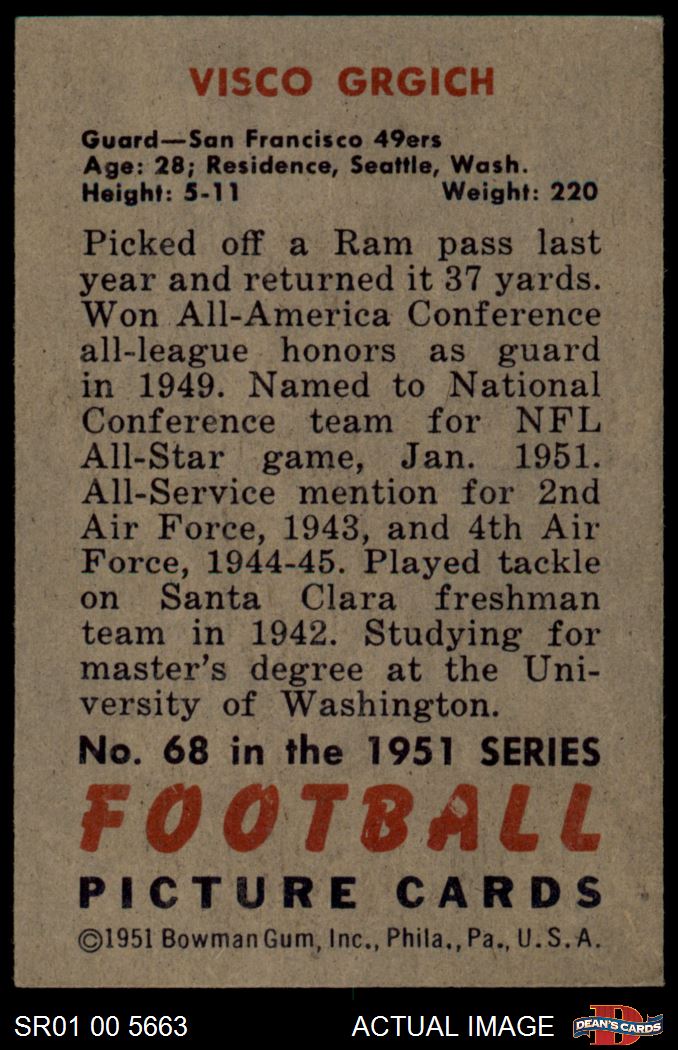 VISCO GRGICH
Guard—San Francisco 49ers
Age: 28; Residence, Seattle, Wash.
Height: 5-11 Weight: 220
Picked off a Ram pass last
year and returned it 37 yards.
Won All-America Conference
all-league honors as guard
in 1949. Named to National
Conference team for NFL
All-Star game, Jan. 1951.
All-Service mention for 2nd
Air Force, 1943, and 4th Air
Force, 1944-45. Played tackle
on Santa Clara freshman
team in 1942. Studying for
master's degree at the Uni-
versity of Washington.
No. 68 in the 1951 SERIES
FOOTBALL
PICTURE CARDS
©1951 Bowman Gum, Inc., Phila., Pa., U.S.A.
SR01 00 5663 ACTUAL IMAGE
D
DEAN'S CARDS